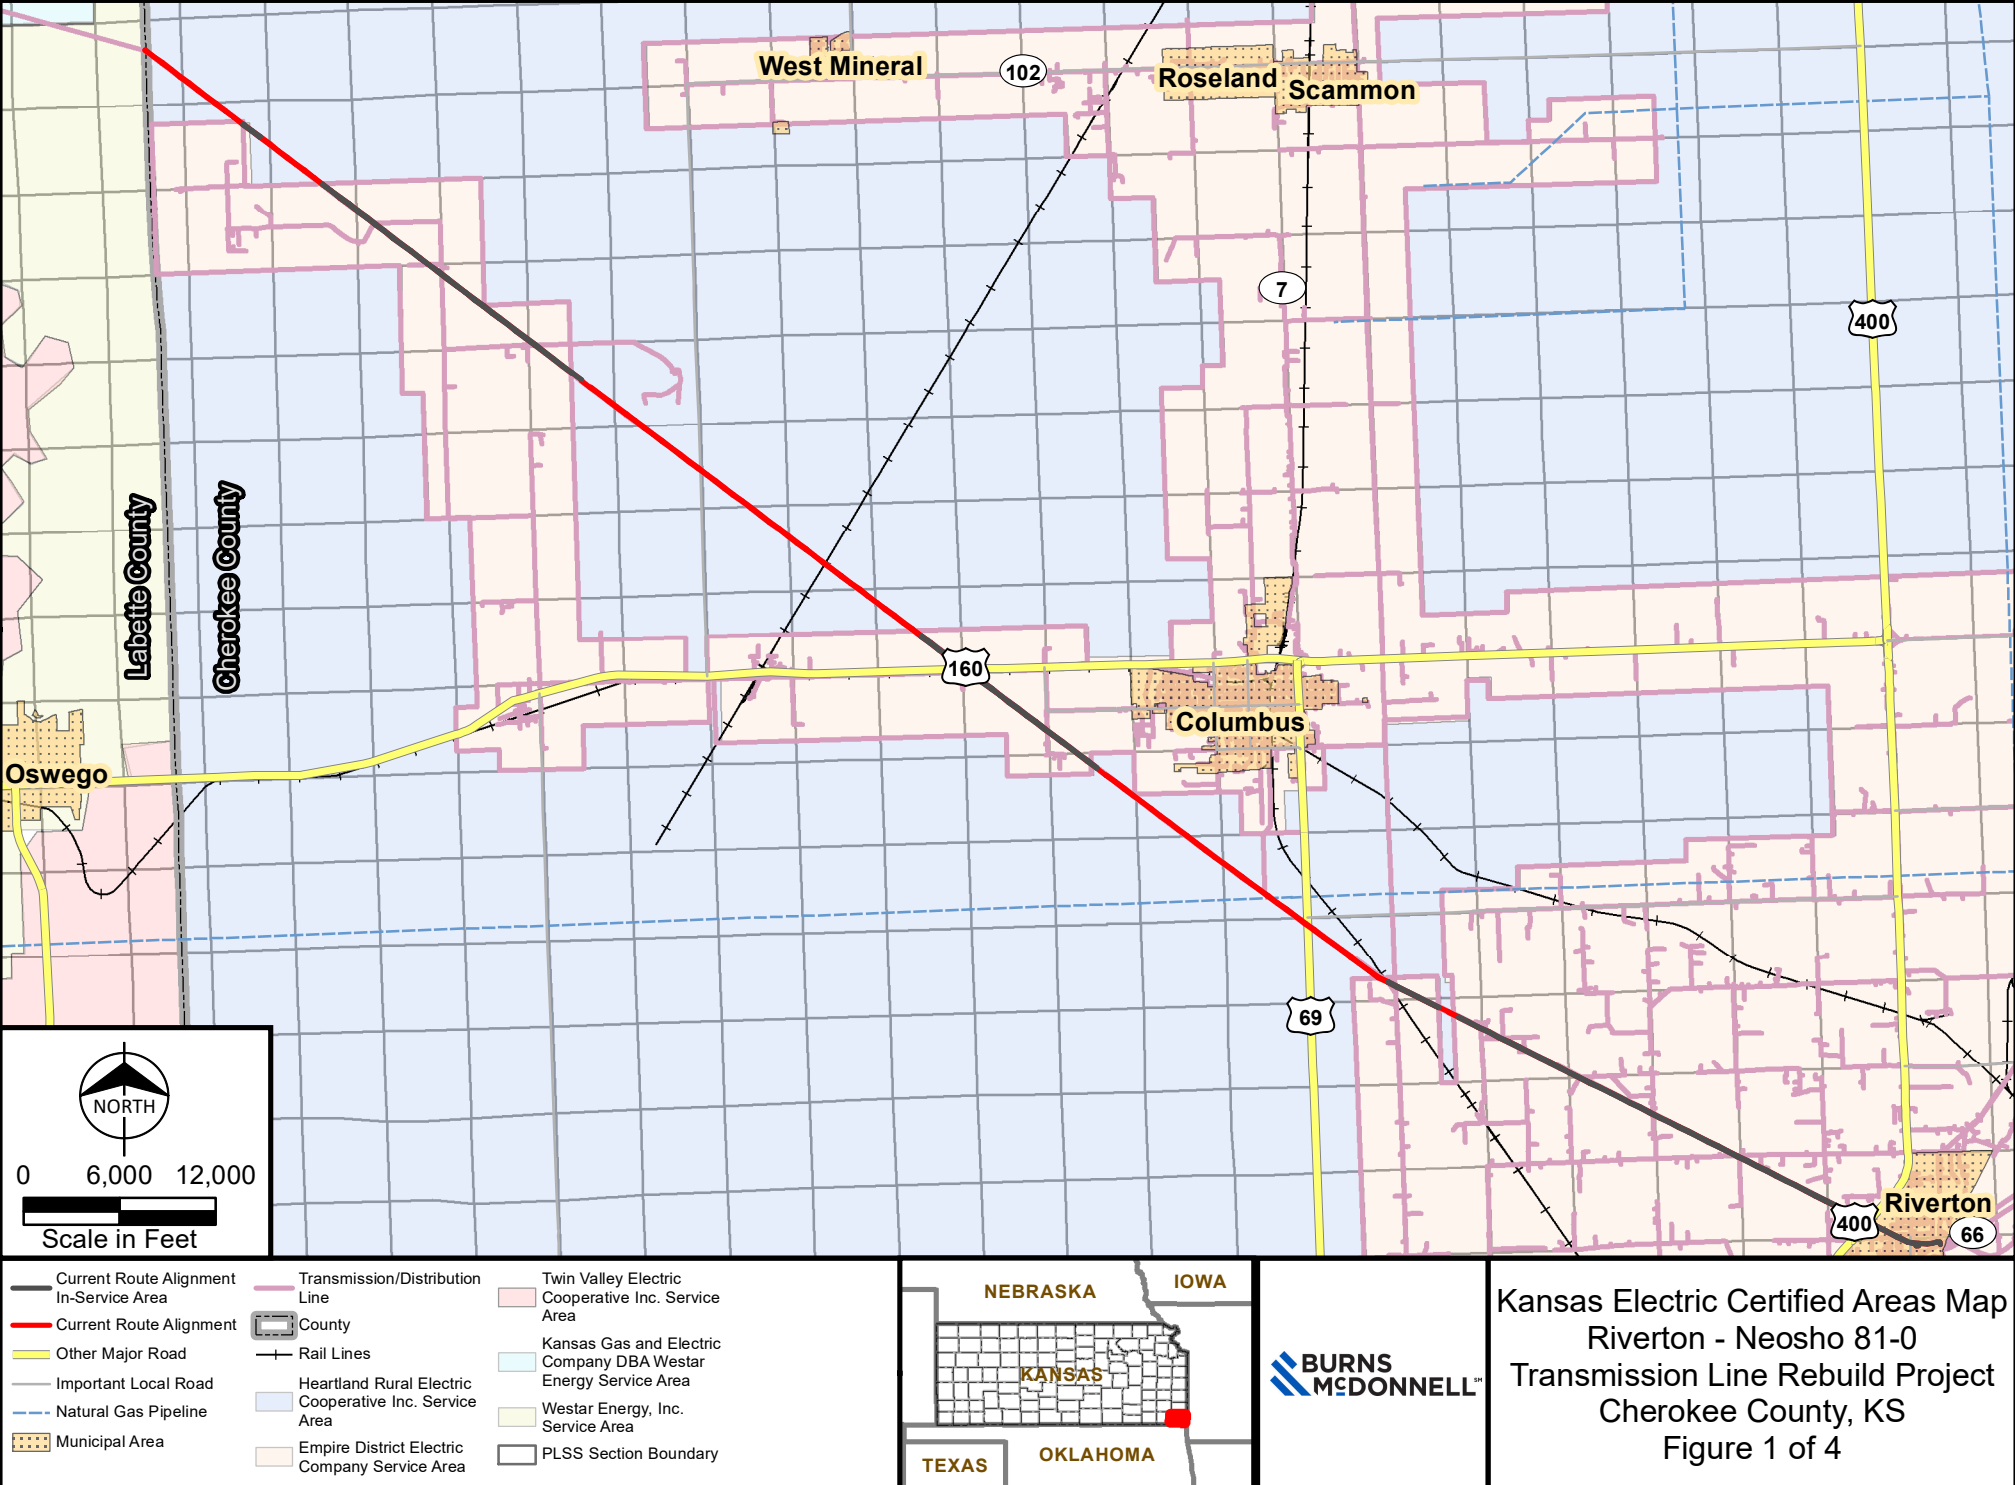 West Mineral
102
Roseland
Scammon
7
400
Labette County
Cherokee County
160
Columbus
Oswego
69
Riverton
400
66
NORTH
0 6,000 12,000
Scale in Feet
Current Route Alignment
In-Service Area
Current Route Alignment
Other Major Road
Important Local Road
Natural Gas Pipeline
Municipal Area
Transmission/Distribution
Line
County
Rail Lines
Heartland Rural Electric
Cooperative Inc. Service
Area
Empire District Electric
Company Service Area
Twin Valley Electric
Cooperative Inc. Service
Area
Kansas Gas and Electric
Company DBA Westar
Energy Service Area
Westar Energy, Inc.
Service Area
PLSS Section Boundary
NEBRASKA
IOWA
KANSAS
OKLAHOMA
TEXAS
BURNS
McDONNELL℠
Kansas Electric Certified Areas Map
Riverton - Neosho 81-0
Transmission Line Rebuild Project
Cherokee County, KS
Figure 1 of 4